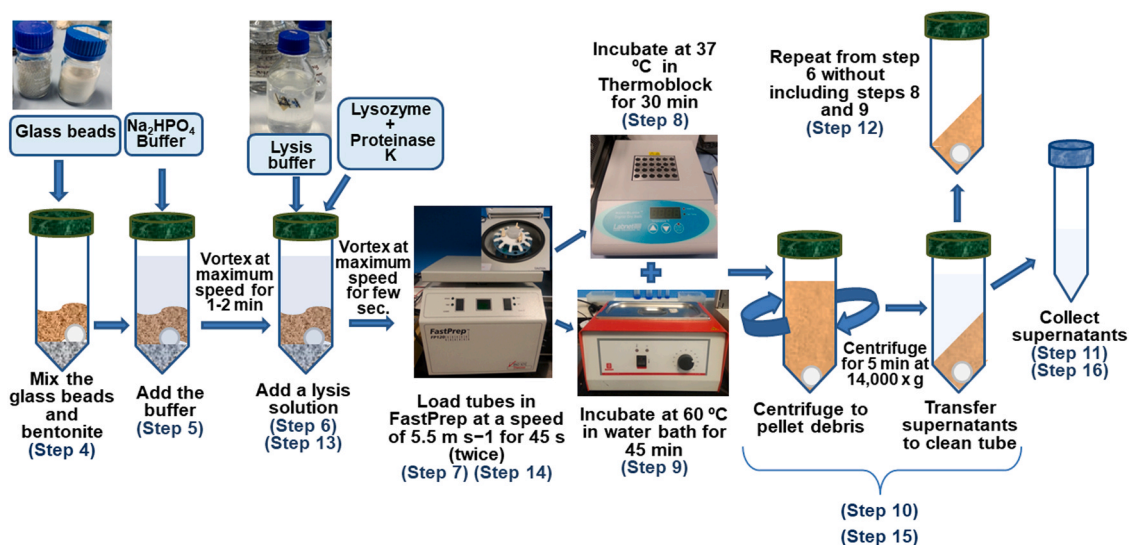 Glass beads
Na₂HPO₄
Buffer
Lysis
buffer
Lysozyme
+
Proteinase
K
Mix the
glass beads
and
bentonite
(Step 4)
Add the
buffer
(Step 5)
Vortex at
maximum
speed for
1-2 min
Add a lysis
solution
(Step 6)
(Step 13)
Vortex at
maximum
speed
for few
sec.
FastPrep
FP120
Load tubes in
FastPrep at a speed
of 5.5 m s−1 for 45 s
(twice)
(Step 7) (Step 14)
Incubate at 37
ºC in
Thermoblock
for 30 min
(Step 8)
Labnet
Incubate at 60 ºC
in water bath for
45 min
(Step 9)
Centrifuge to
pellet debris
Centrifuge
for 5 min at
14,000 x g
Transfer
supernatants
to clean tube
(Step 10)
(Step 15)
Repeat from step
6 without
including steps 8
and 9
(Step 12)
Collect
supernatants
(Step 11)
(Step 16)